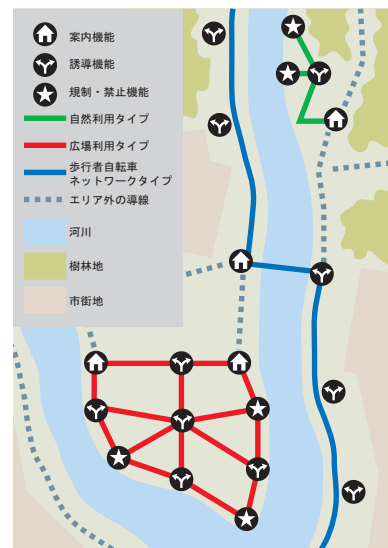 案内機能
誘導機能
規制・禁止機能
自然利用タイプ
広場利用タイプ
歩行者自転車
ネットワークタイプ
エリア外の導線
河川
樹林地
市街地